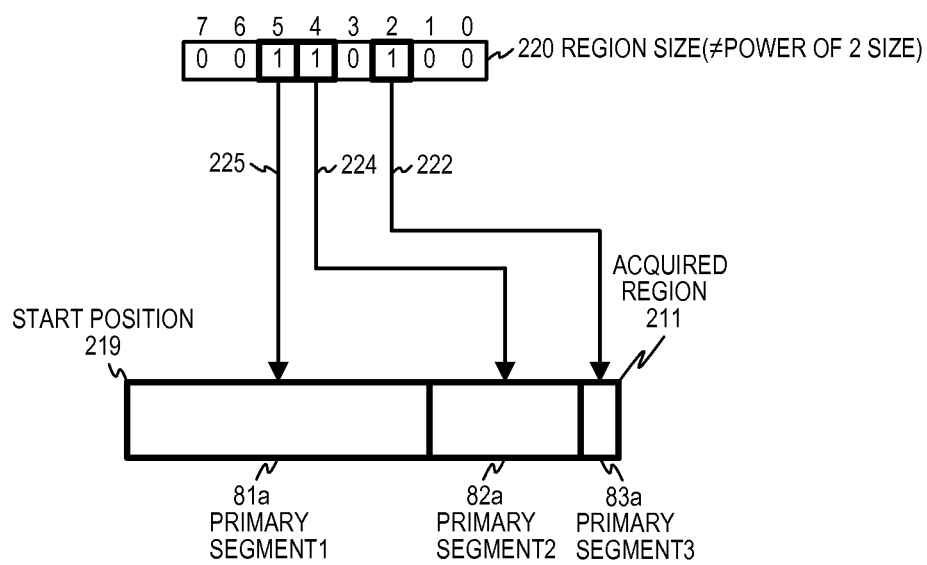 7 6 5 4 3 2 1 0
0 0 1 1 0 1 0 0
220 REGION SIZE(≠POWER OF 2 SIZE)
225
224
222
ACQUIRED
REGION
211
START POSITION
219
81a
PRIMARY
SEGMENT1
82a
PRIMARY
SEGMENT2
83a
PRIMARY
SEGMENT3